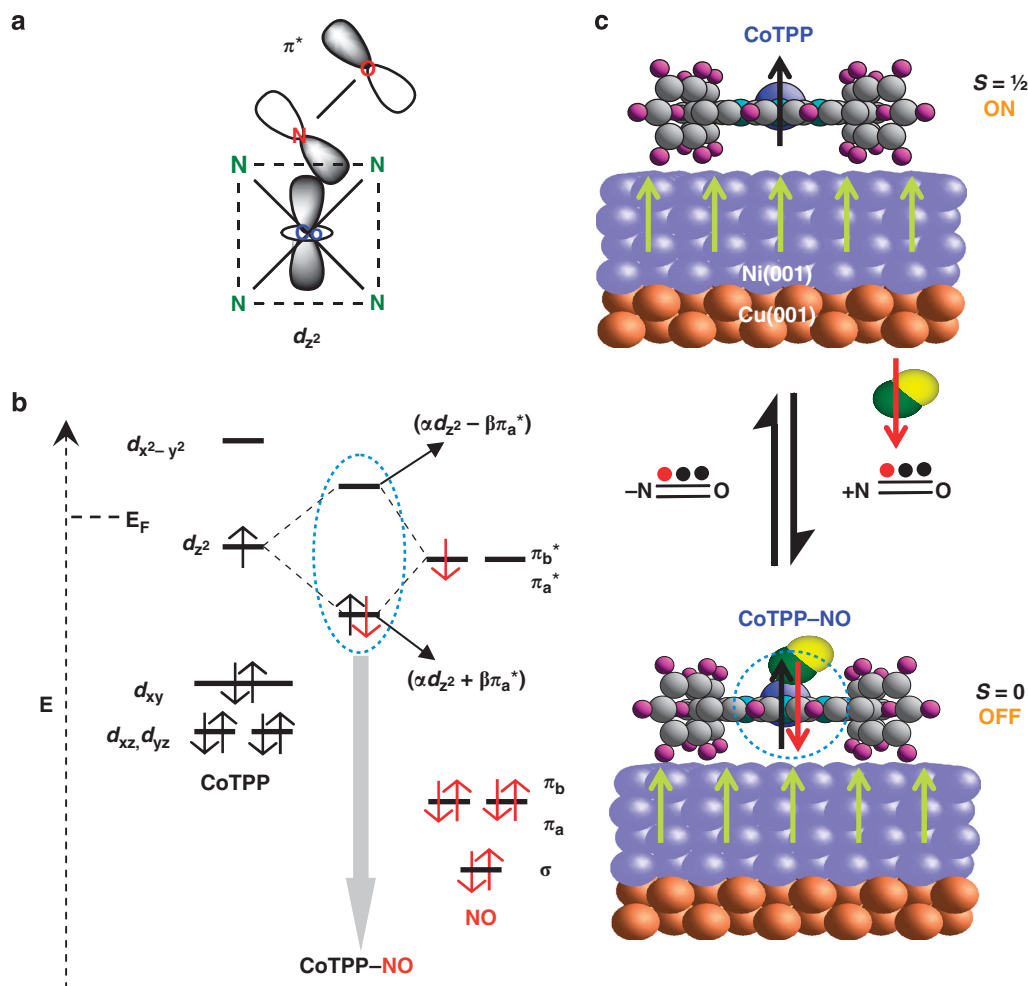 a
π*
O
N
N N
Co
N N
d_z²
b
(αd_z² – βπ_a*)
d_x²–y²
E_F
d_z²
π_b*
π_a*
(αd_z² + βπ_a*)
d_xy
E
d_xz,d_yz
CoTPP
π_b
π_a
σ
NO
CoTPP–NO
c
CoTPP
S = ½
ON
Ni(001)
Cu(001)
–N O
+N O
CoTPP–NO
S = 0
OFF